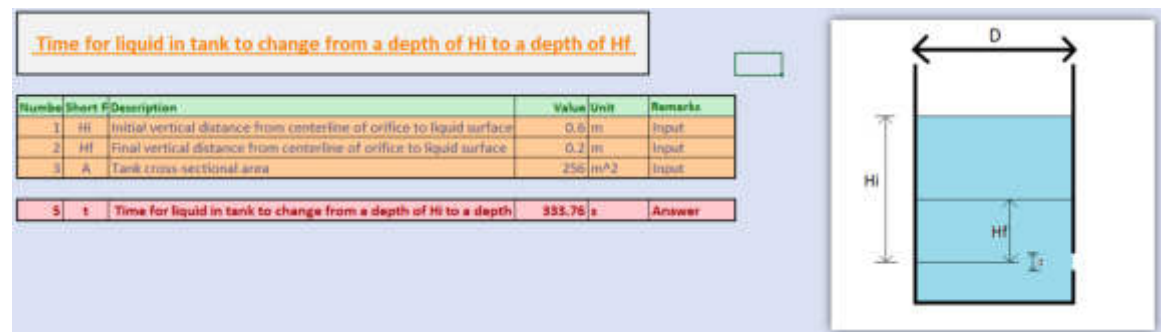 Time for liquid in tank to change from a depth of Hi to a depth of Hf
Numbe Short F Description Value Unit Remarks
1 Hi Initial vertical distance from centerline of orifice to liquid surface 0.6 m Input
2 Hf Final vertical distance from centerline of orifice to liquid surface 0.2 m Input
3 A Tank cross-sectional area 256 m^2 Input
5 t Time for liquid in tank to change from a depth of Hi to a depth 333.76 s Answer
D
Hi
Hf